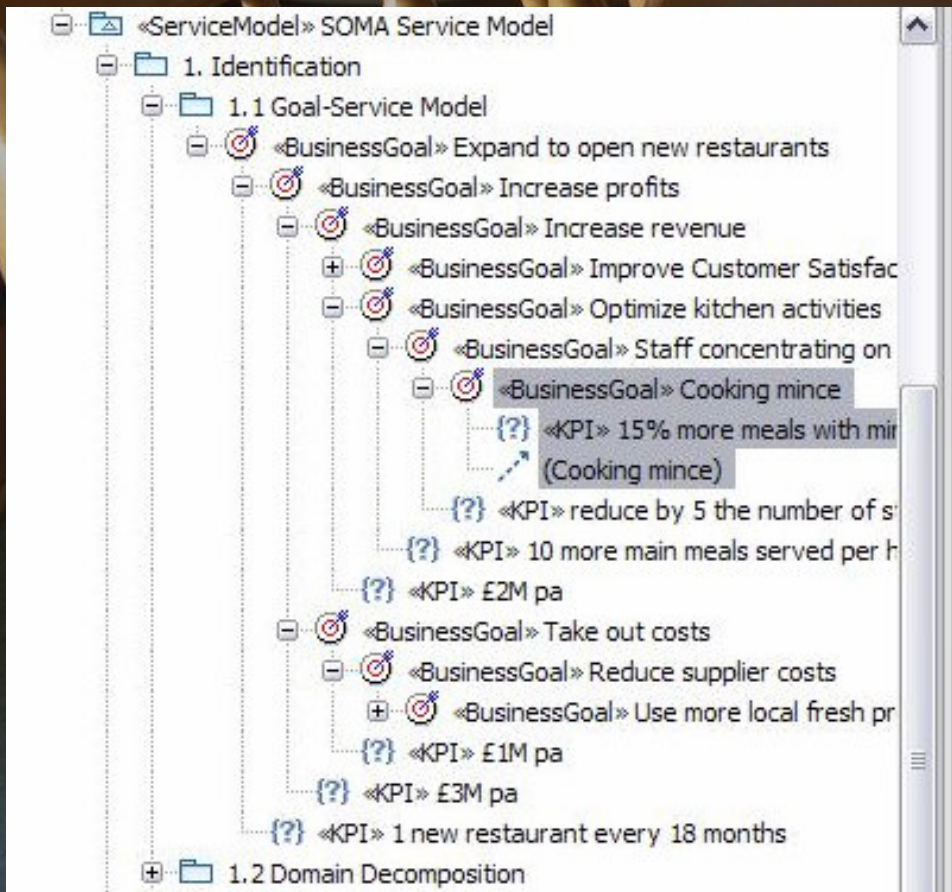 «ServiceModel» SOMA Service Model
1. Identification
1.1 Goal-Service Model
«BusinessGoal» Expand to open new restaurants
«BusinessGoal» Increase profits
«BusinessGoal» Increase revenue
«BusinessGoal» Improve Customer Satisfac
«BusinessGoal» Optimize kitchen activities
«BusinessGoal» Staff concentrating on
«BusinessGoal» Cooking mince
{?} «KPI» 15% more meals with min
(Cooking mince)
{?} «KPI» reduce by 5 the number of s
{?} «KPI» 10 more main meals served per h
{?} «KPI» £2M pa
«BusinessGoal» Take out costs
«BusinessGoal» Reduce supplier costs
«BusinessGoal» Use more local fresh pr
{?} «KPI» £1M pa
{?} «KPI» £3M pa
{?} «KPI» 1 new restaurant every 18 months
1.2 Domain Decomposition